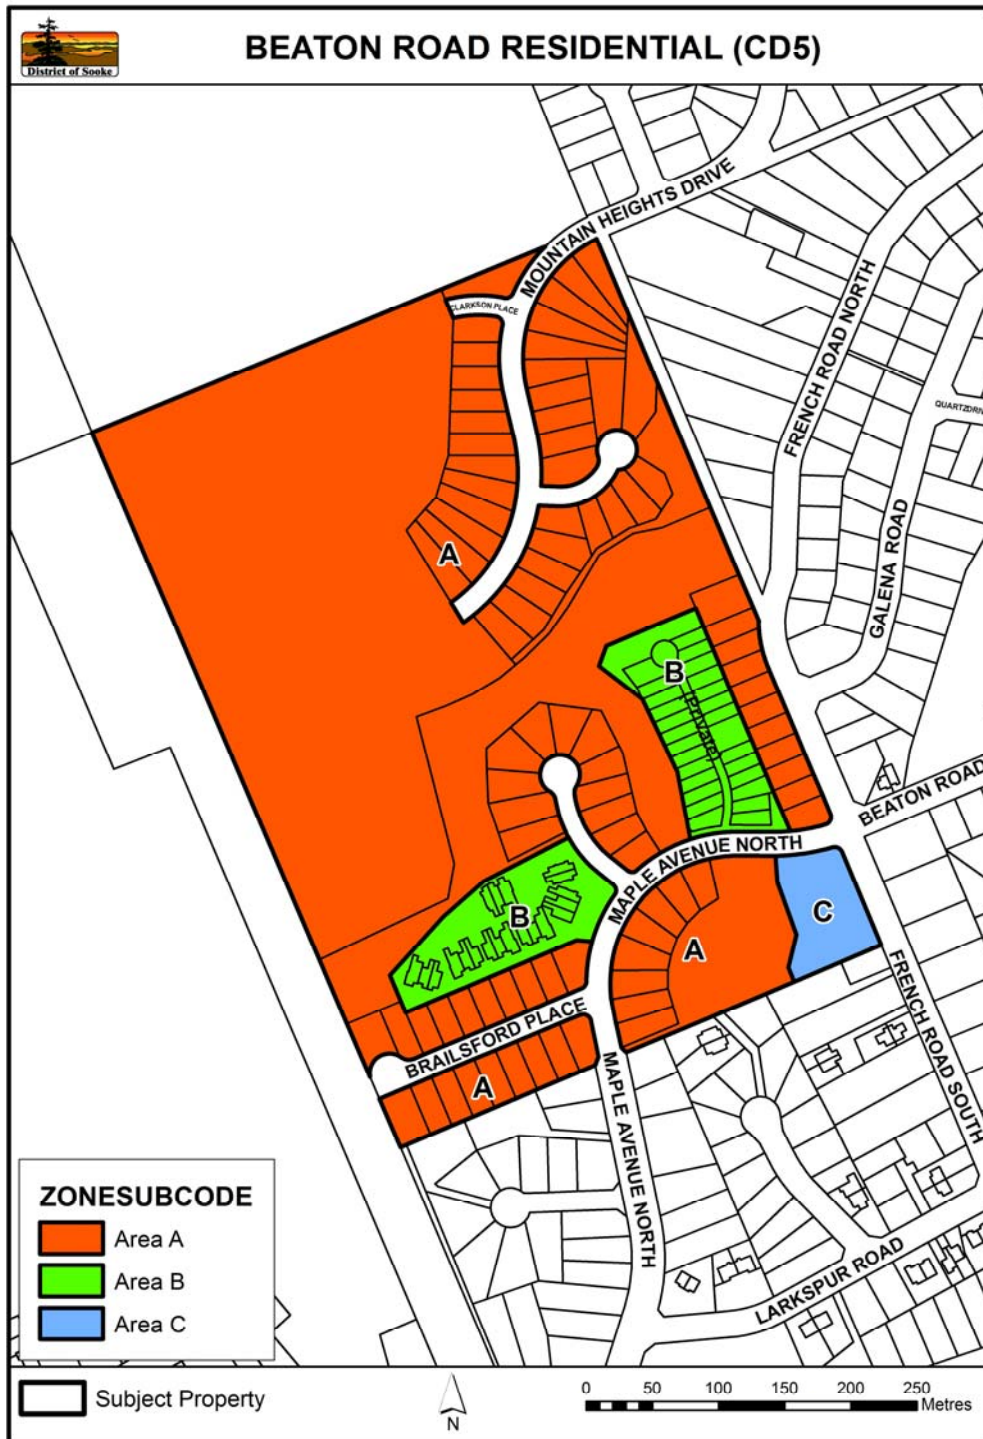 District of Sooke
BEATON ROAD RESIDENTIAL (CD5)
MOUNTAIN HEIGHTS DRIVE
CLARKSON PLACE
FRENCH ROAD NORTH
QUARTZ DRIV
A
GALENA ROAD
B
(Private)
BEATON ROAD
MAPLE AVENUE NORTH
B
C
A
FRENCH ROAD SOUTH
BRAILSFORD PLACE
A
MAPLE AVENUE NORTH
LARKSPUR ROAD
ZONESUBCODE
Area A
Area B
Area C
Subject Property
N
0 50 100 150 200 250
Metres